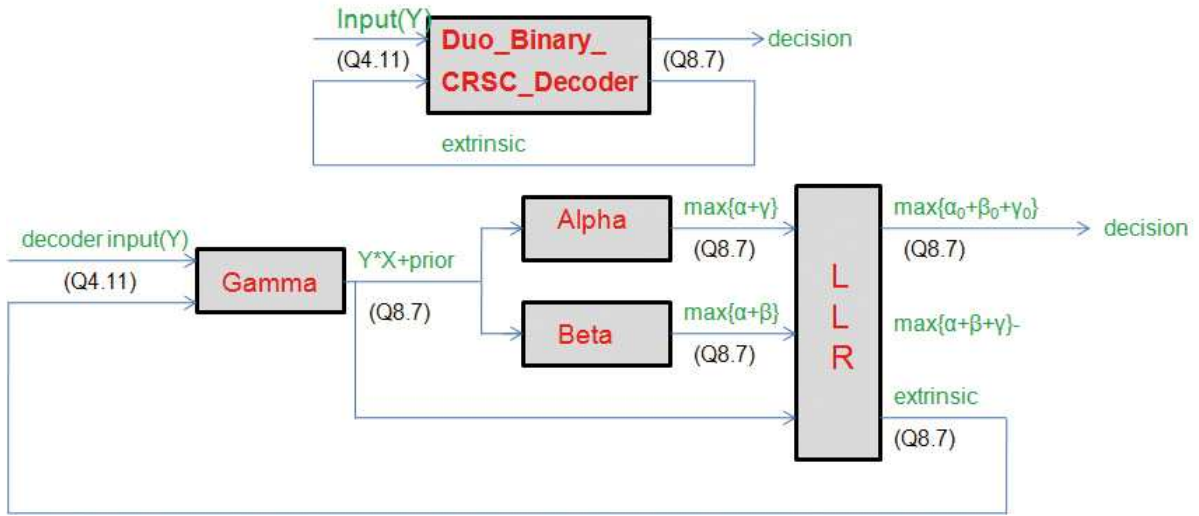 Input(Y)
Duo_Binary_
decision
(Q4.11)
(Q8.7)
CRSC_Decoder
extrinsic
Alpha
max{α+γ}
max{α₀+β₀+γ₀}
decoder input(Y)
(Q8.7)
(Q8.7)
decision
Y*X+prior
(Q4.11)
Gamma
L
L
R
(Q8.7)
max{α+β}
max{α+β+γ}-
Beta
(Q8.7)
extrinsic
(Q8.7)